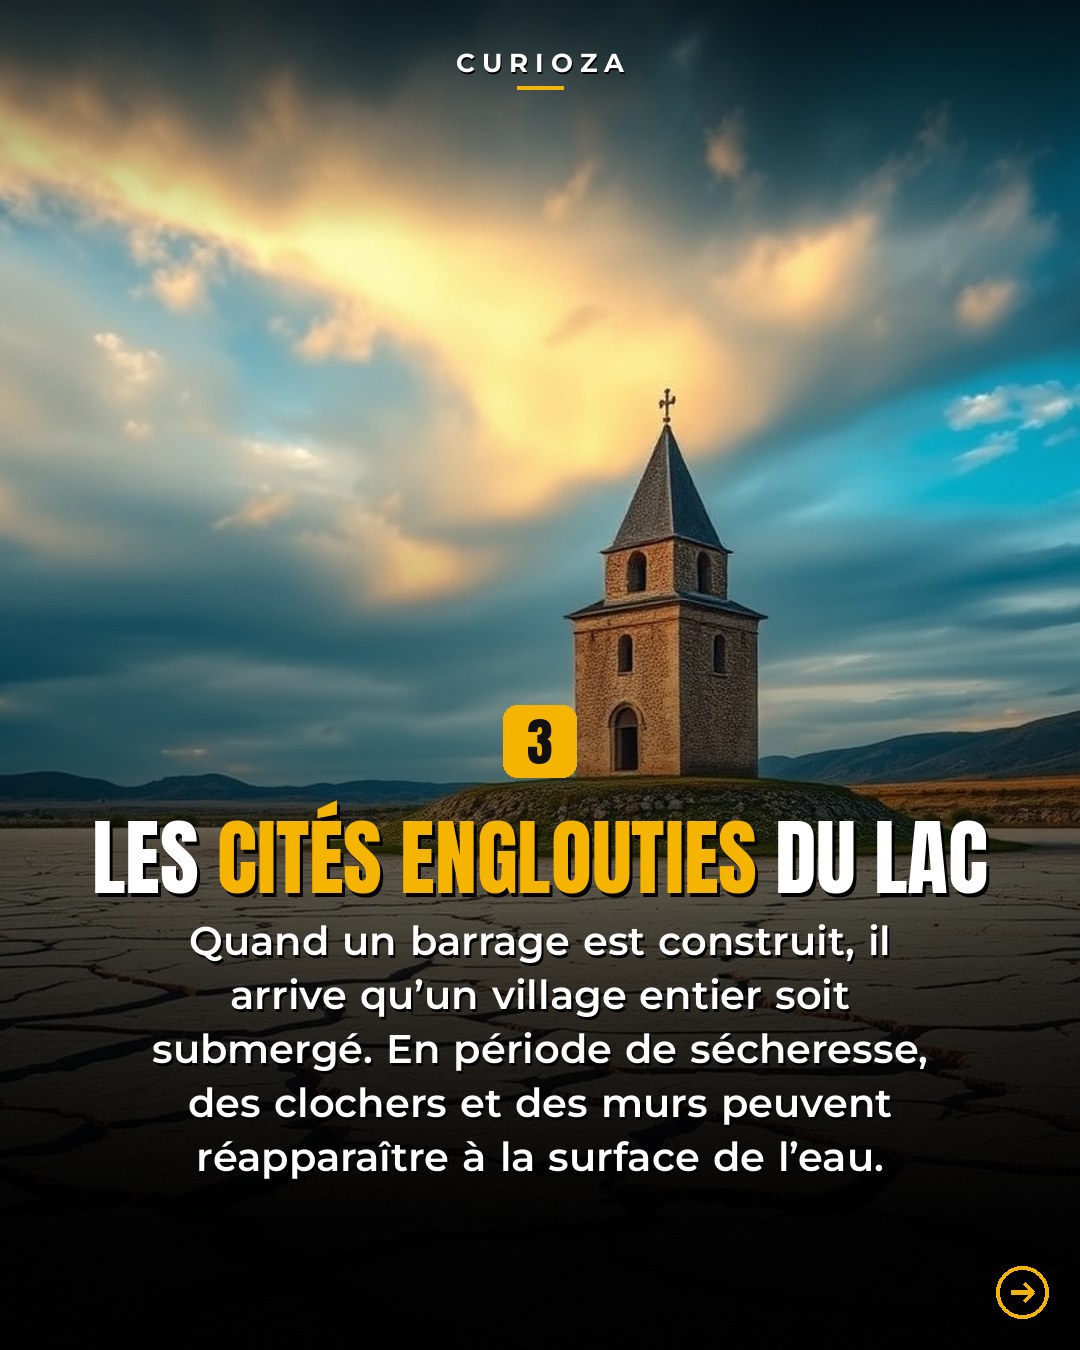 CURIOZA
3
LES CITÉS ENGLOUTIES DU LAC
Quand un barrage est construit, il
arrive qu’un village entier soit
submergé. En période de sécheresse,
des clochers et des murs peuvent
réapparaître à la surface de l’eau.